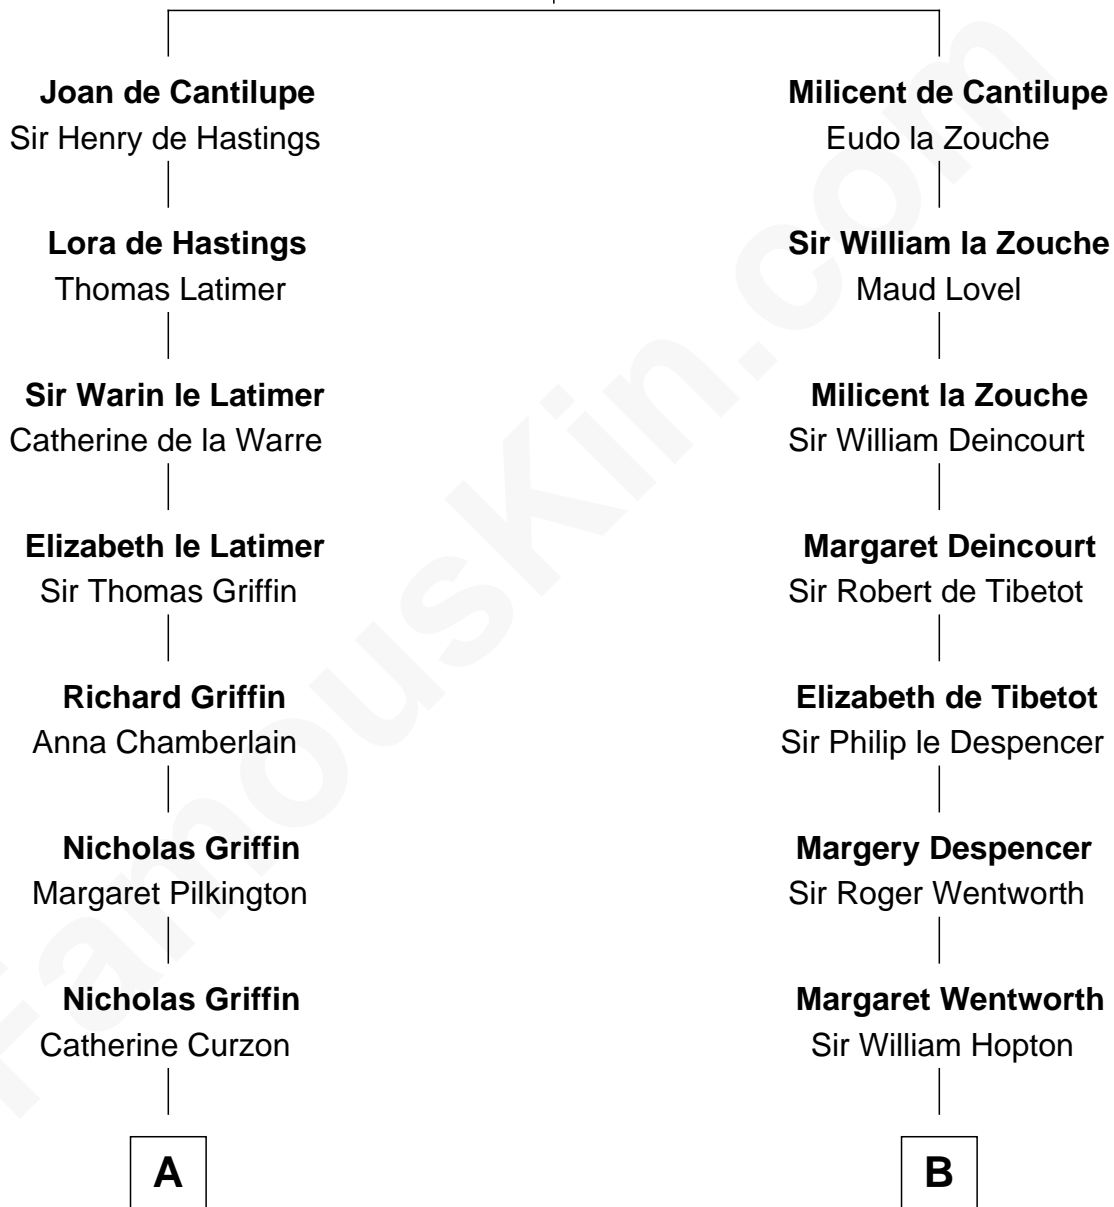 Joan de Cantilupe
Sir Henry de Hastings
Lora de Hastings
Thomas Latimer
Sir Warin le Latimer
Catherine de la Warre
Elizabeth le Latimer
Sir Thomas Griffin
Richard Griffin
Anna Chamberlain
Nicholas Griffin
Margaret Pilkington
Nicholas Griffin
Catherine Curzon
A
Milicent de Cantilupe
Eudo la Zouche
Sir William la Zouche
Maud Lovel
Milicent la Zouche
Sir William Deincourt
Margaret Deincourt
Sir Robert de Tibetot
Elizabeth de Tibetot
Sir Philip le Despencer
Margery Despencer
Sir Roger Wentworth
Margaret Wentworth
Sir William Hopton
B
FamousKin.com